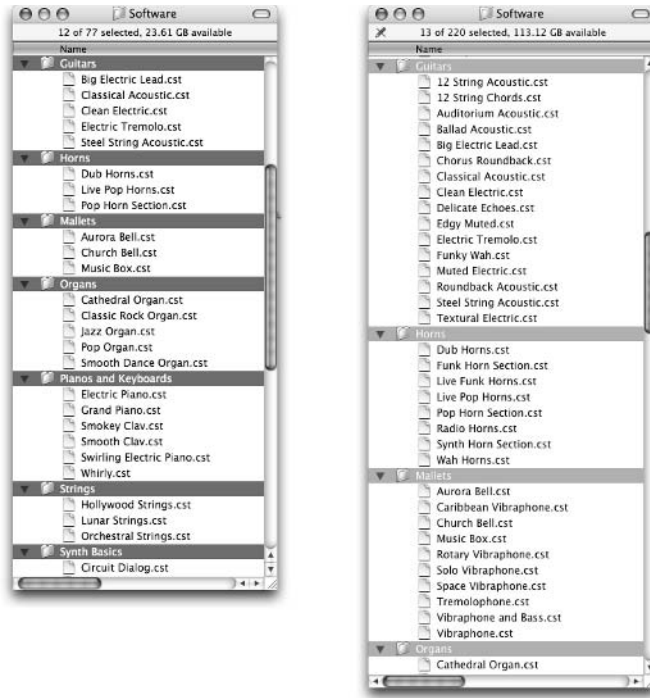 Software
12 of 77 selected, 23.61 GB available
Name
Guitars
Big Electric Lead.cst
Classical Acoustic.cst
Clean Electric.cst
Electric Tremolo.cst
Steel String Acoustic.cst
Horns
Dub Horns.cst
Live Pop Horns.cst
Pop Horn Section.cst
Mallets
Aurora Bell.cst
Church Bell.cst
Music Box.cst
Organs
Cathedral Organ.cst
Classic Rock Organ.cst
Jazz Organ.cst
Pop Organ.cst
Smooth Dance Organ.cst
Pianos and Keyboards
Electric Piano.cst
Grand Piano.cst
Smokey Clav.cst
Smooth Clav.cst
Swirling Electric Piano.cst
Whirly.cst
Strings
Hollywood Strings.cst
Lunar Strings.cst
Orchestral Strings.cst
Synth Basics
Circuit Dialog.cst
Software
13 of 220 selected, 113.12 GB available
Name
Guitars
12 String Acoustic.cst
12 String Chords.cst
Auditorium Acoustic.cst
Ballad Acoustic.cst
Big Electric Lead.cst
Chorus Roundback.cst
Classical Acoustic.cst
Clean Electric.cst
Delicate Echoes.cst
Edgy Muted.cst
Electric Tremolo.cst
Funky Wah.cst
Muted Electric.cst
Roundback Acoustic.cst
Steel String Acoustic.cst
Textural Electric.cst
Horns
Dub Horns.cst
Funk Horn Section.cst
Live Funk Horns.cst
Live Pop Horns.cst
Pop Horn Section.cst
Radio Horns.cst
Synth Horn Section.cst
Wah Horns.cst
Mallets
Aurora Bell.cst
Caribbean Vibraphone.cst
Church Bell.cst
Music Box.cst
Rotary Vibraphone.cst
Solo Vibraphone.cst
Space Vibraphone.cst
Tremolophone.cst
Vibraphone and Bass.cst
Vibraphone.cst
Organs
Cathedral Organ.cst